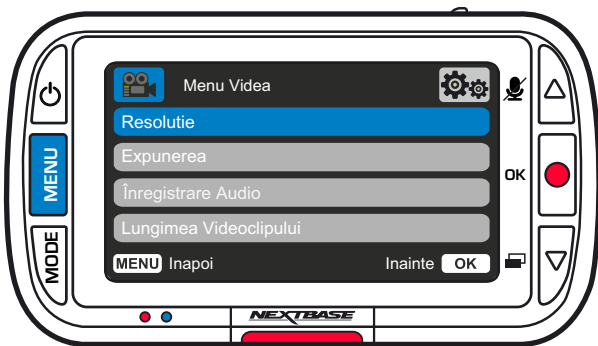 Menu Videa
Resolutie
Expunerea
Înregistrare Audio
Lungimea Videoclipului
MENU Inapoi Inainte OK
MENU
MODE
OK
NEXTBASE